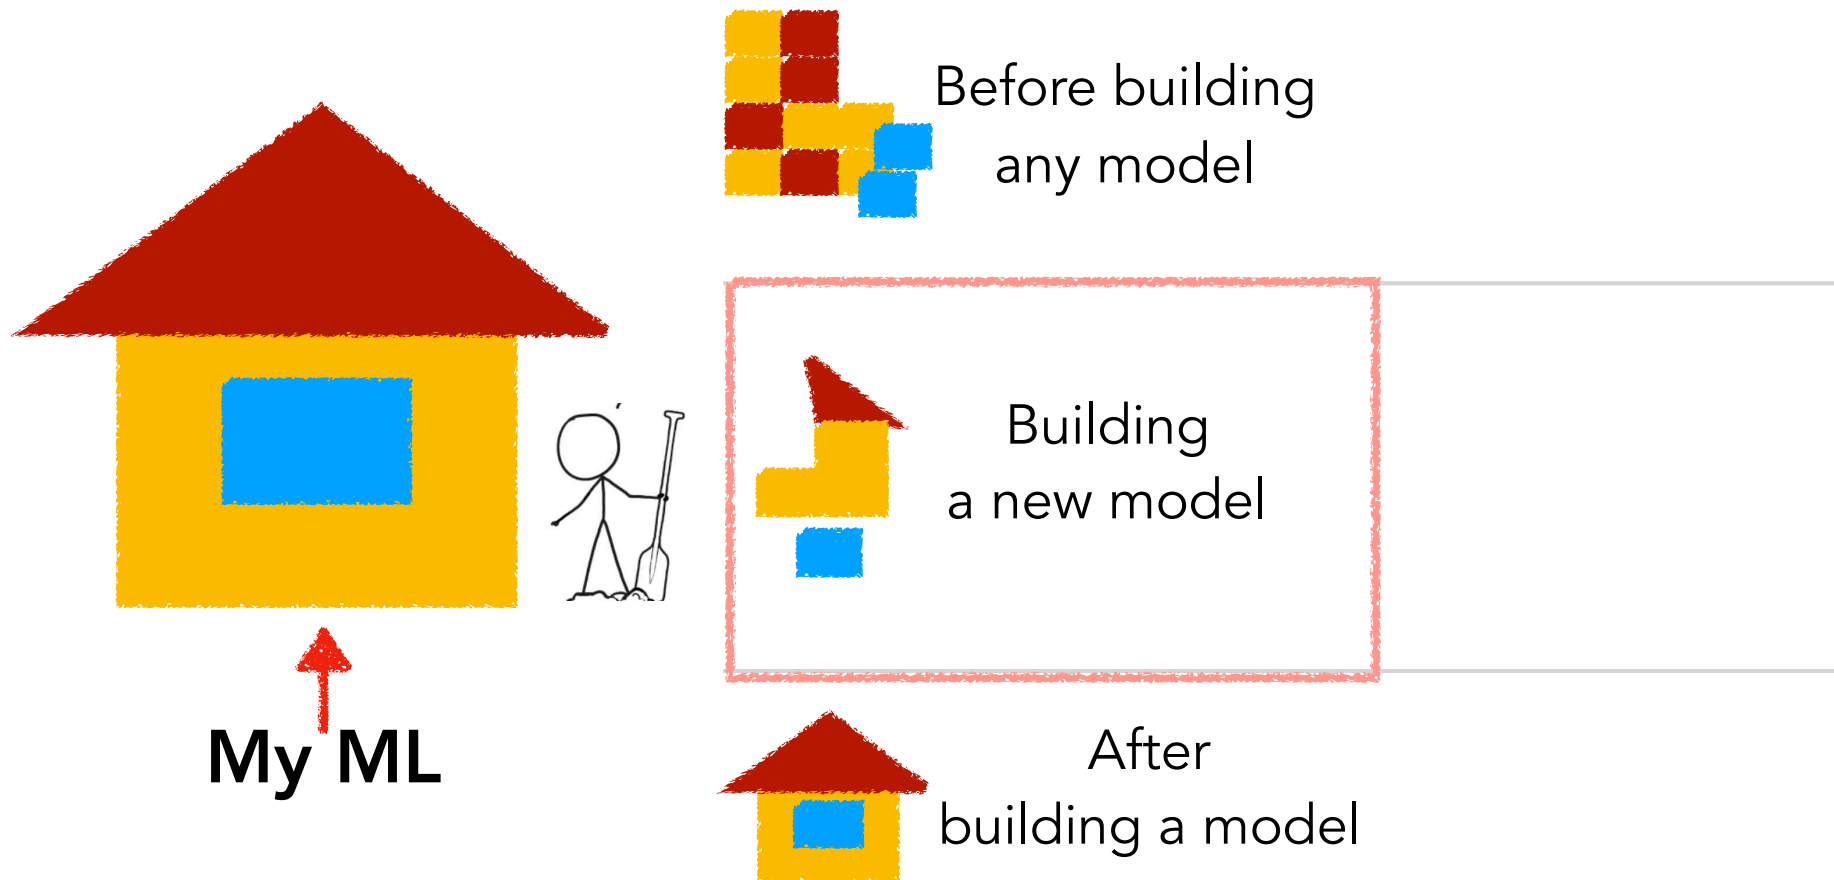 Before building
any model
Building
a new model
My ML
After
building a model